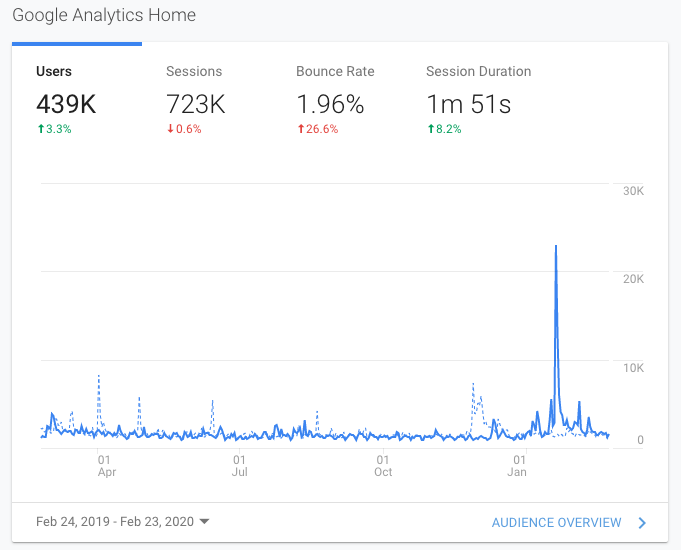 Google Analytics Home
Users
Sessions
Bounce Rate
Session Duration
439K
723K
1.96%
1m 51s
3.3%
0.6%
26.6%
8.2%
30K
20K
10K
0
01 Apr
01 Jul
01 Oct
01 Jan
Feb 24, 2019 - Feb 23, 2020
AUDIENCE OVERVIEW